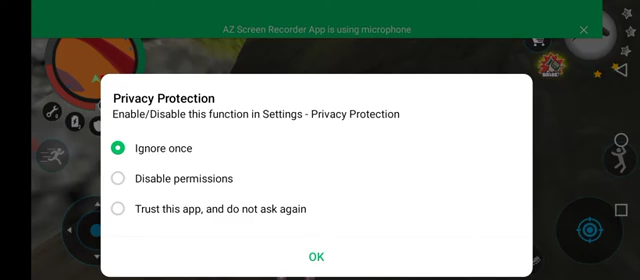 AZ Screen Recorder App is using microphone
Privacy Protection
Enable/Disable this function in Settings - Privacy Protection
Ignore once
Disable permissions
Trust this app, and do not ask again
OK